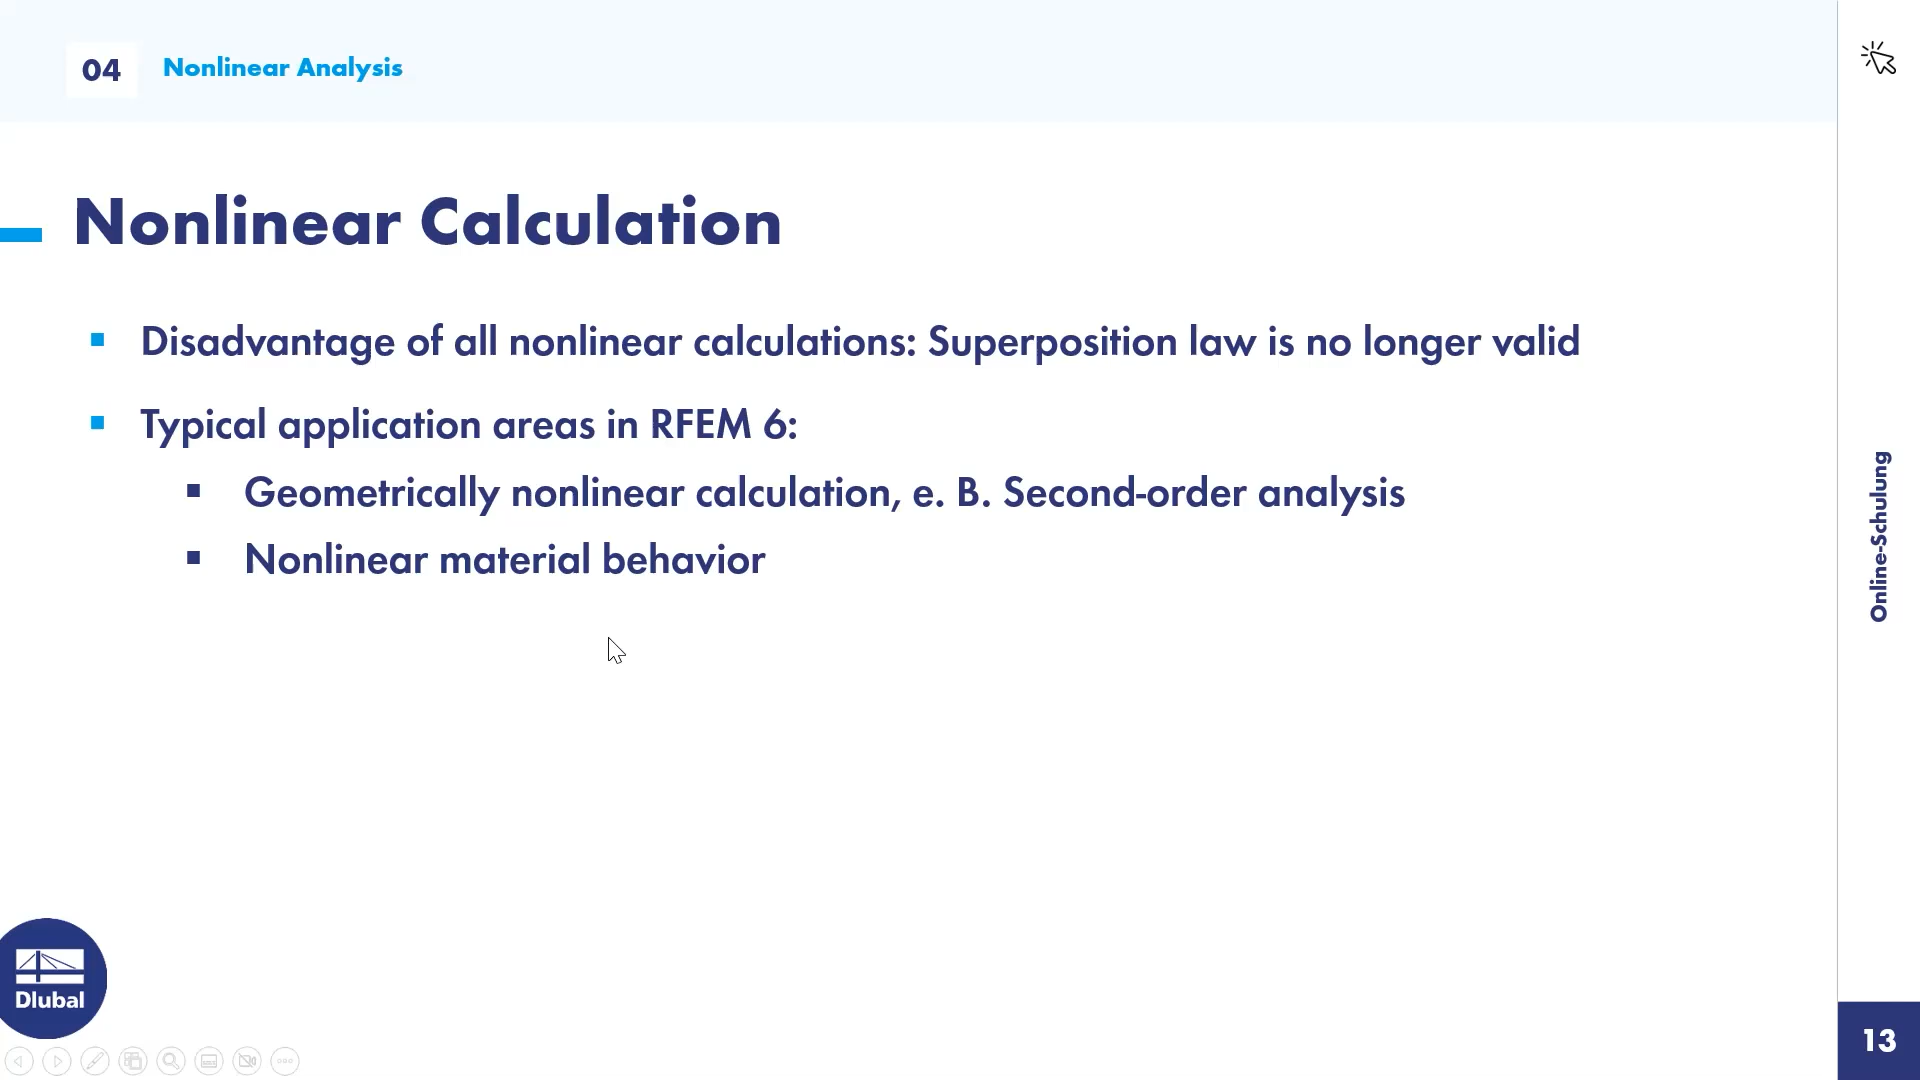 04 Nonlinear Analysis
Nonlinear Calculation
Disadvantage of all nonlinear calculations: Superposition law is no longer valid
Typical application areas in RFEM 6:
Geometrically nonlinear calculation, e. B. Second-order analysis
Nonlinear material behavior
Online-Schulung
Dlubal
13